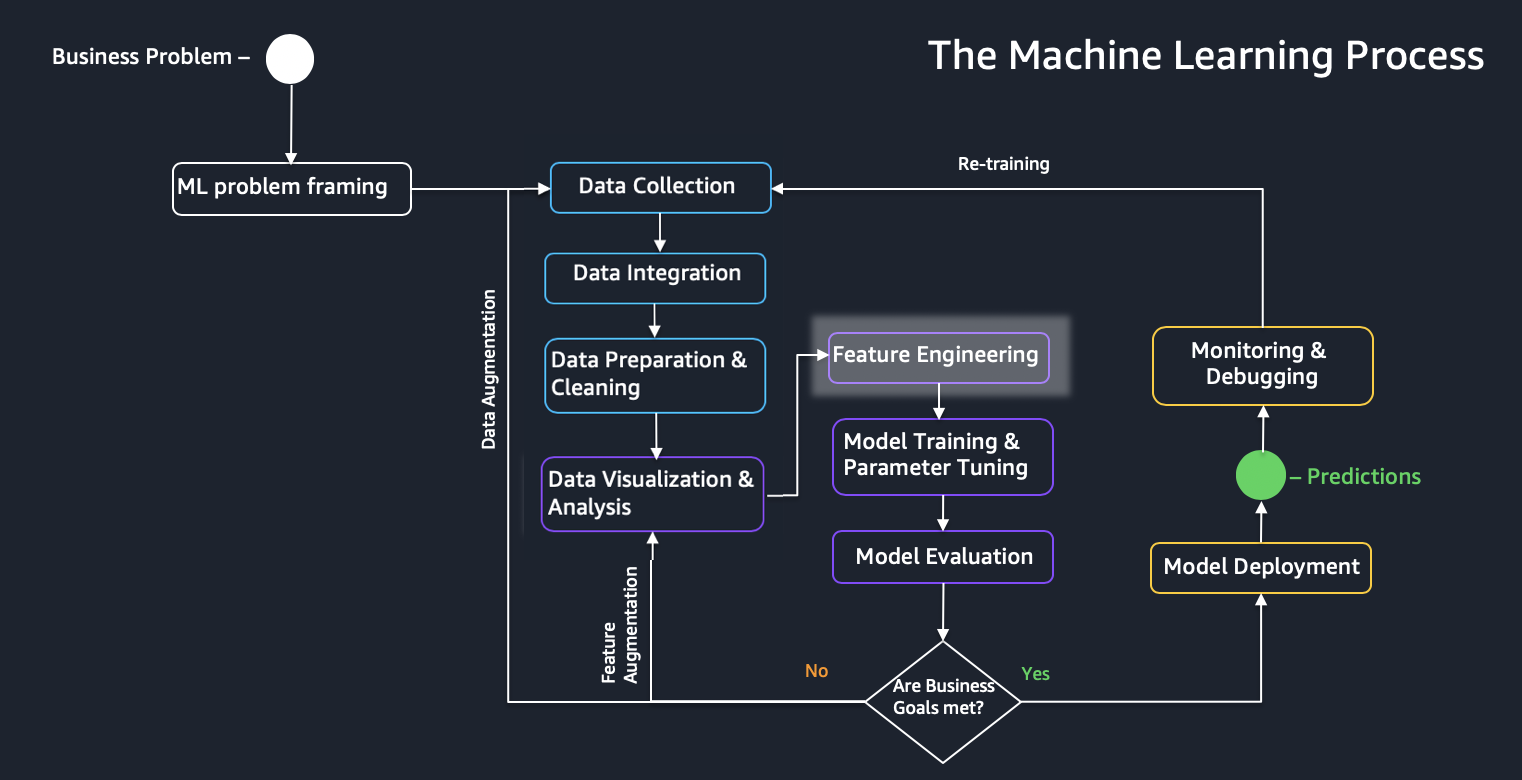 Business Problem –
The Machine Learning Process
ML problem framing
Data Collection
Re-training
Data Integration
Data Augmentation
Data Preparation &
Cleaning
Feature Engineering
Monitoring &
Debugging
Data Visualization &
Analysis
Model Training &
Parameter Tuning
– Predictions
Model Evaluation
Model Deployment
Feature
Augmentation
No
Are Business
Goals met?
Yes